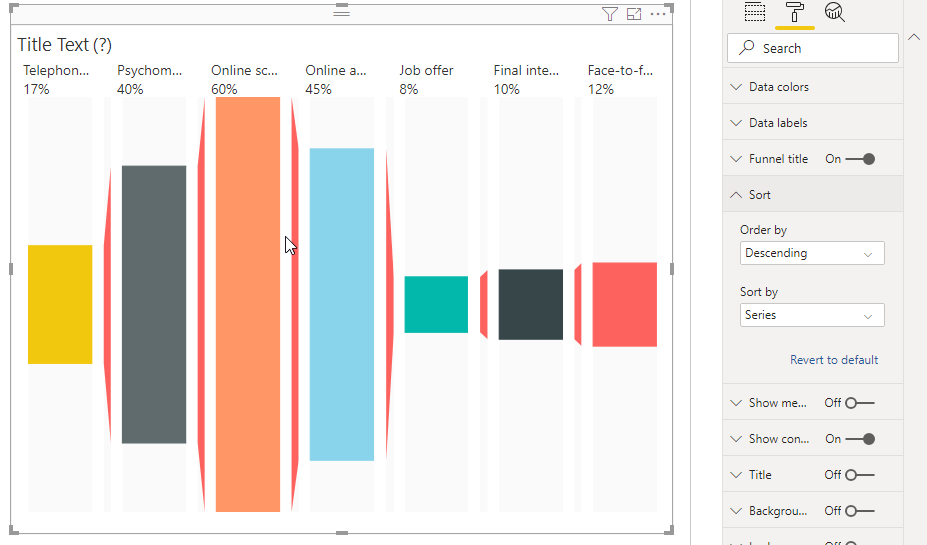 Title Text (?)
Telephon... Psychom... Online sc... Online a... Job offer Final inte... Face-to-f...
17% 40% 60% 45% 8% 10% 12%
Search
Data colors
Data labels
Funnel title On
Sort
Order by
Descending
Sort by
Series
Revert to default
Show me... Off
Show con... On
Title Off
Backgrou... Off
Off